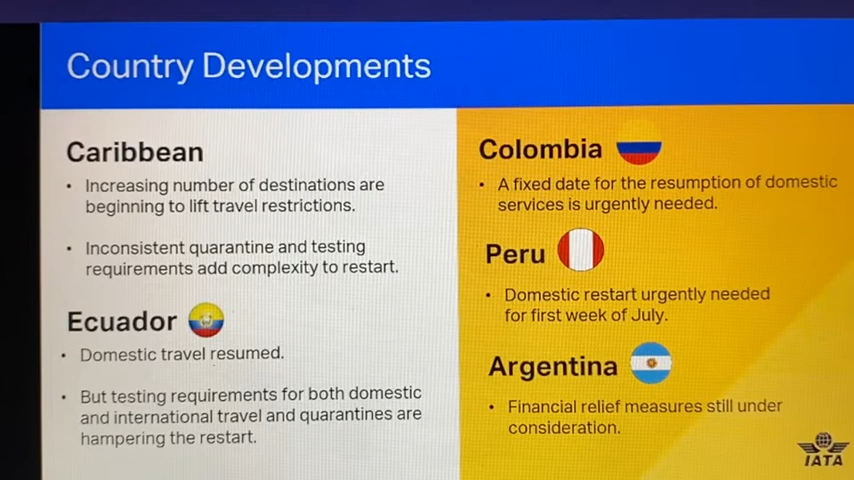 Country Developments
Caribbean
• Increasing number of destinations are
beginning to lift travel restrictions.
• Inconsistent quarantine and testing
requirements add complexity to restart.
Ecuador
• Domestic travel resumed.
• But testing requirements for both domestic
and international travel and quarantines are
hampering the restart.
Colombia
• A fixed date for the resumption of domestic
services is urgently needed.
Peru
• Domestic restart urgently needed
for first week of July.
Argentina
• Financial relief measures still under
consideration.
IATA